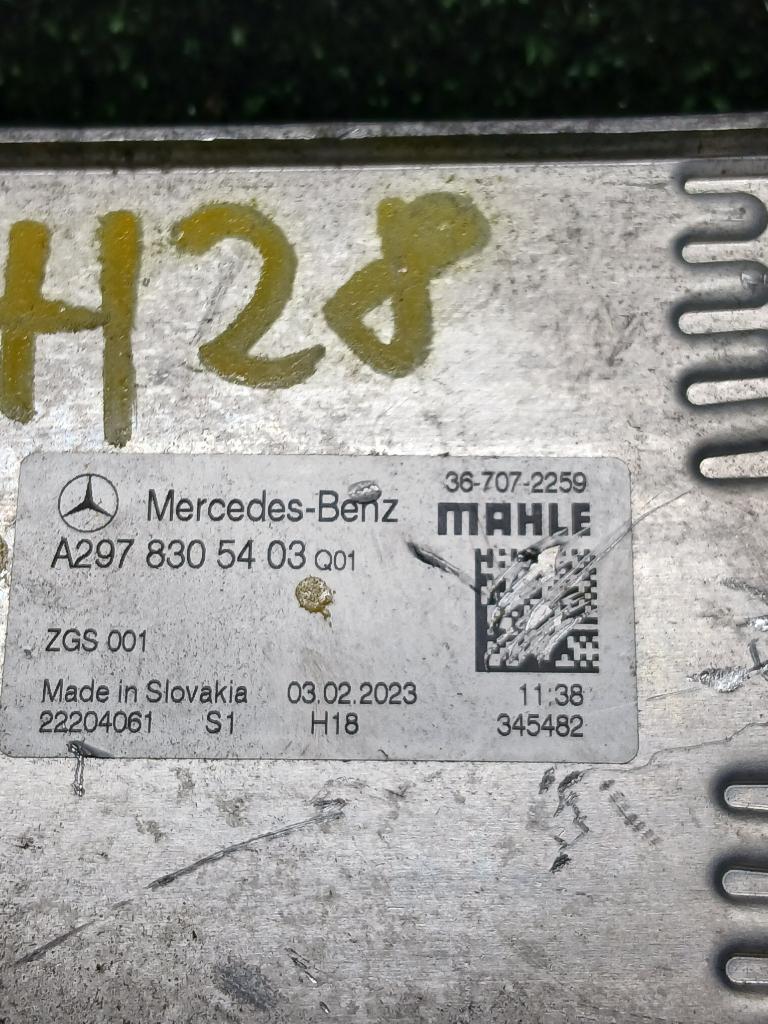 H28
36-707-2259
Mercedes-Benz MAHLE
A297 830 54 03 Q01
ZGS 001
Made in Slovakia 03.02.2023 11:38
22204061 S1 H18 345482